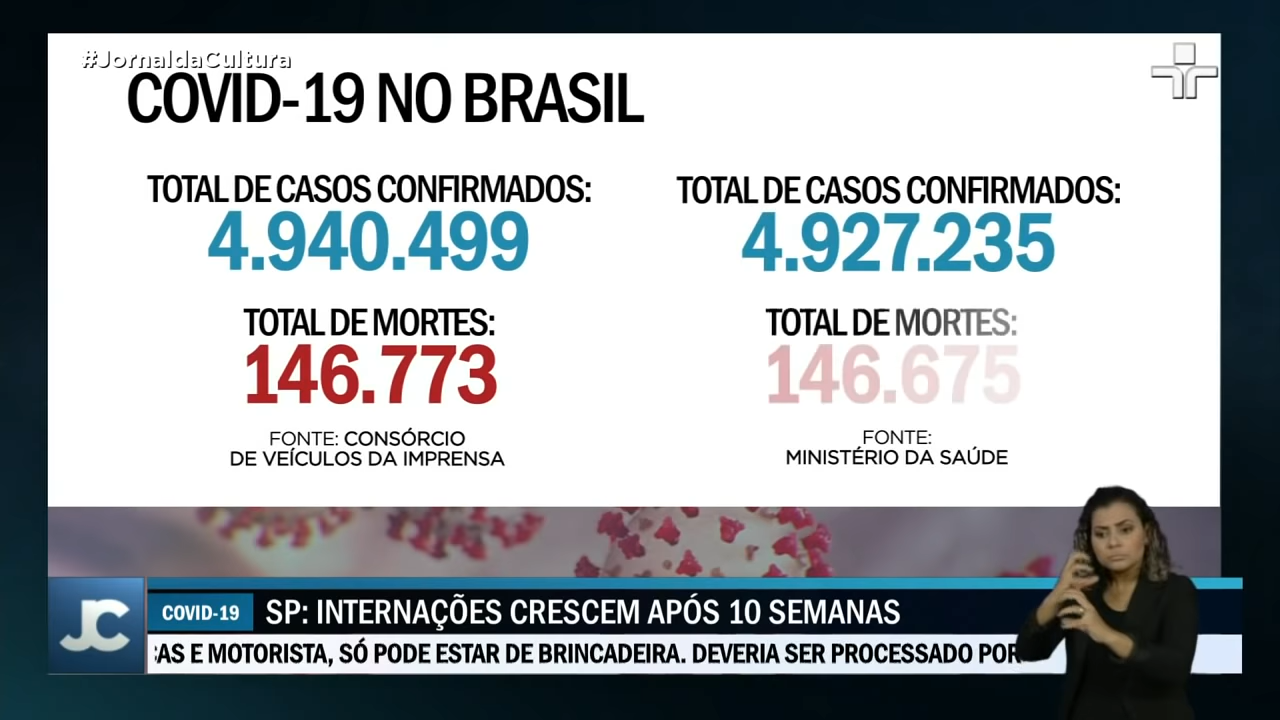 #JornaldaCultura
COVID-19 NO BRASIL
TOTAL DE CASOS CONFIRMADOS:
4.940.499
TOTAL DE MORTES:
146.773
FONTE: CONSÓRCIO
DE VEÍCULOS DA IMPRENSA
TOTAL DE CASOS CONFIRMADOS:
4.927.235
TOTAL DE MORTES:
146.675
FONTE:
MINISTÉRIO DA SAÚDE
JC
COVID-19
SP: INTERNAÇÕES CRESCEM APÓS 10 SEMANAS
E MOTORISTA, SÓ PODE ESTAR DE BRINCADEIRA. DEVERIA SER PROCESSADO POR